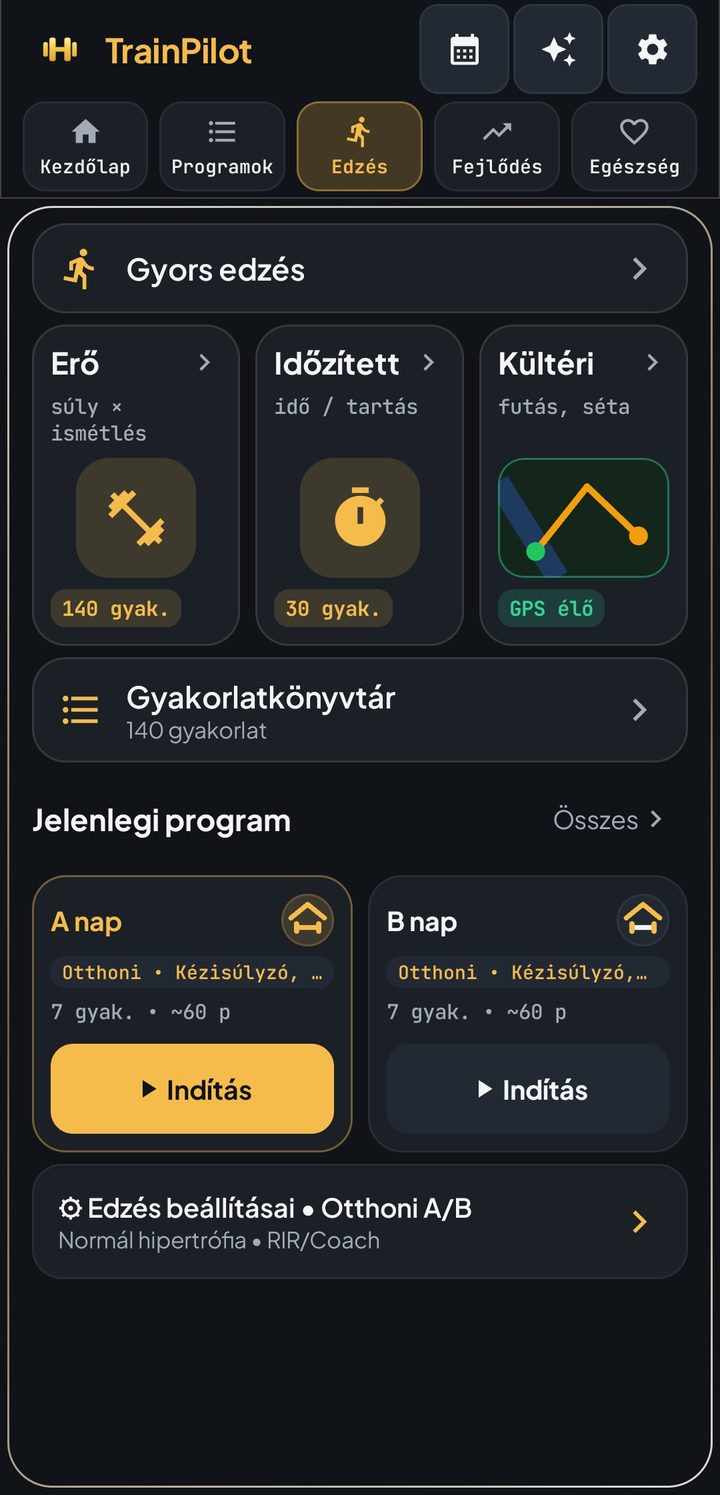 TrainPilot
Kezdőlap
Programok
Edzés
Fejlődés
Egészség
Gyors edzés
Erő
súly ×
ismétlés
140 gyak.
Időzített
idő / tartás
30 gyak.
Kültéri
futás, séta
GPS élő
Gyakorlatkönyvtár
140 gyakorlat
Jelenlegi program
Összes
A nap
Otthoni • Kézisúlyzó, …
7 gyak. • ~60 p
Indítás
B nap
Otthoni • Kézisúlyzó,…
7 gyak. • ~60 p
Indítás
Edzés beállításai • Otthoni A/B
Normál hipertrófia • RIR/Coach